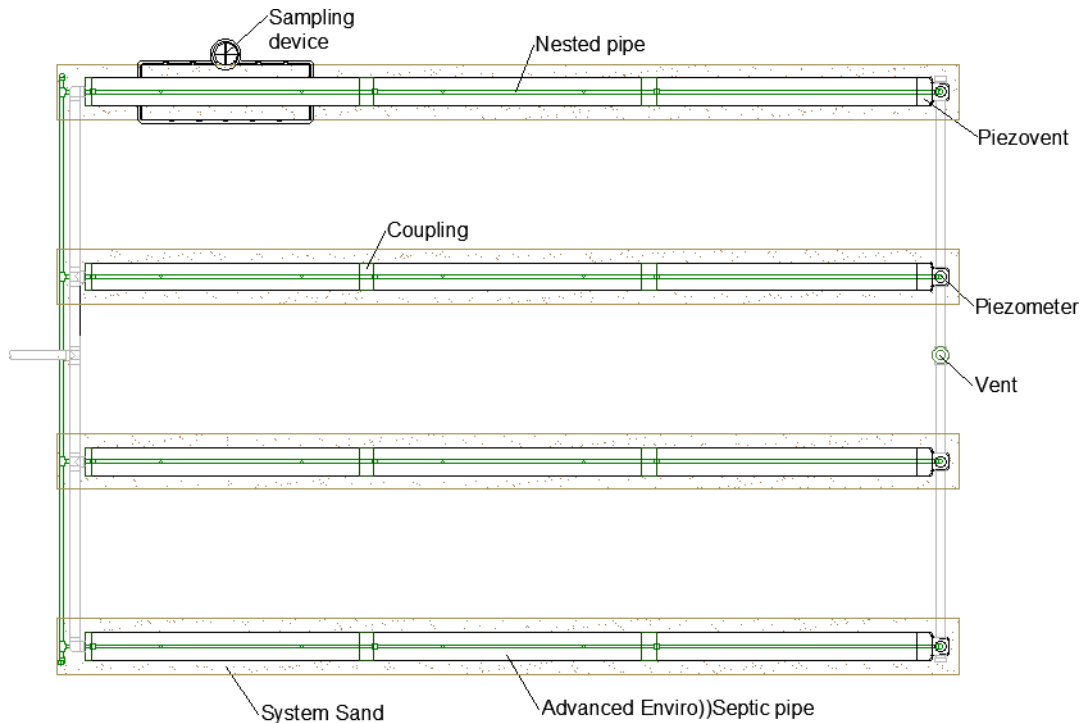 Sampling
device
Nested pipe
Piezovent
Coupling
Piezometer
Vent
Advanced Enviro))Septic pipe
System Sand